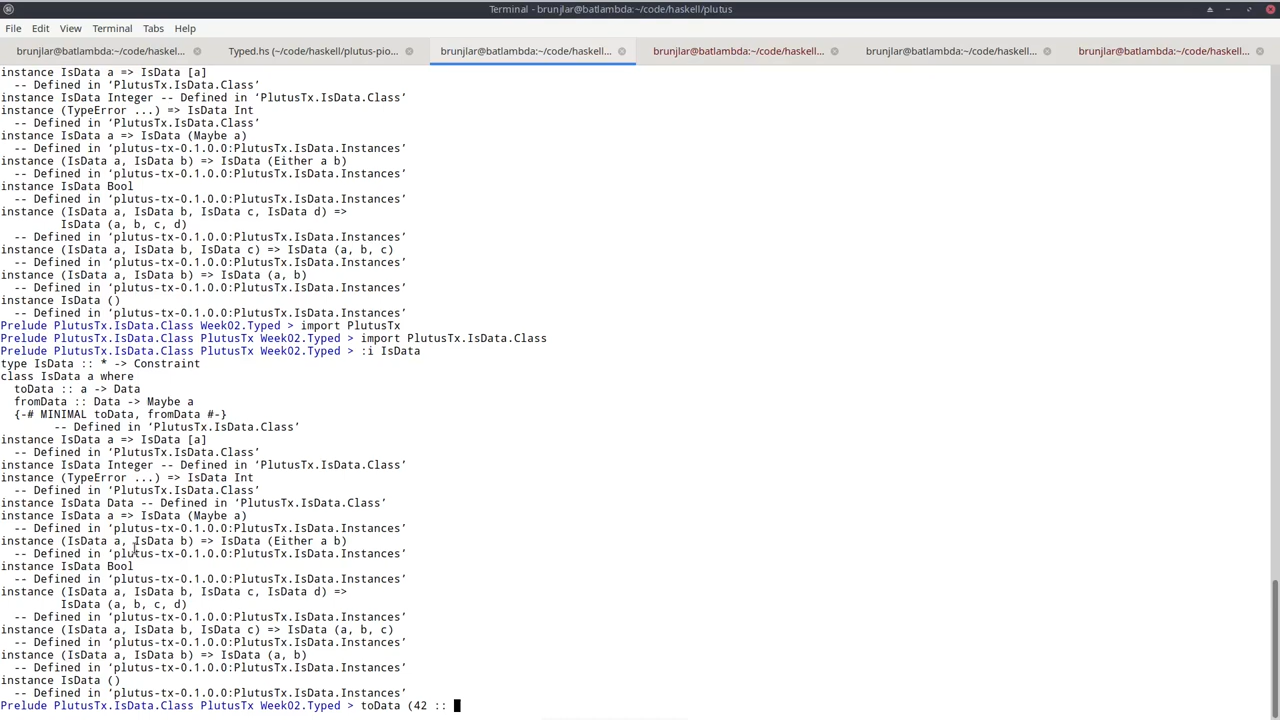 Terminal - brunjlar@batlambda:~/code/haskell/plutus
File Edit View Terminal Tabs Help
brunjlar@batlambda:~/code/haskell... Typed.hs (~/code/haskell/plutus-pio... brunjlar@batlambda:~/code/haskell... brunjlar@batlambda:~/code/haskell... brunjlar@batlambda:~/code/haskell... brunjlar@batlambda:~/code/haskell...
instance IsData a => IsData [a]
-- Defined in ‘PlutusTx.IsData.Class’
instance IsData Integer -- Defined in ‘PlutusTx.IsData.Class’
instance (TypeError ...) => IsData Int
-- Defined in ‘PlutusTx.IsData.Class’
instance IsData a => IsData (Maybe a)
-- Defined in ‘plutus-tx-0.1.0.0:PlutusTx.IsData.Instances’
instance (IsData a, IsData b) => IsData (Either a b)
-- Defined in ‘plutus-tx-0.1.0.0:PlutusTx.IsData.Instances’
instance IsData Bool
-- Defined in ‘plutus-tx-0.1.0.0:PlutusTx.IsData.Instances’
instance (IsData a, IsData b, IsData c, IsData d) =>
IsData (a, b, c, d)
-- Defined in ‘plutus-tx-0.1.0.0:PlutusTx.IsData.Instances’
instance (IsData a, IsData b, IsData c) => IsData (a, b, c)
-- Defined in ‘plutus-tx-0.1.0.0:PlutusTx.IsData.Instances’
instance (IsData a, IsData b) => IsData (a, b)
-- Defined in ‘plutus-tx-0.1.0.0:PlutusTx.IsData.Instances’
instance IsData ()
-- Defined in ‘plutus-tx-0.1.0.0:PlutusTx.IsData.Instances’
Prelude PlutusTx.IsData.Class Week02.Typed > import PlutusTx
Prelude PlutusTx.IsData.Class PlutusTx Week02.Typed > import PlutusTx.IsData.Class
Prelude PlutusTx.IsData.Class PlutusTx Week02.Typed > :i IsData
type IsData :: * -> Constraint
class IsData a where
toData :: a -> Data
fromData :: Data -> Maybe a
{-# MINIMAL toData, fromData #-}
-- Defined in ‘PlutusTx.IsData.Class’
instance IsData a => IsData [a]
-- Defined in ‘PlutusTx.IsData.Class’
instance IsData Integer -- Defined in ‘PlutusTx.IsData.Class’
instance (TypeError ...) => IsData Int
-- Defined in ‘PlutusTx.IsData.Class’
instance IsData Data -- Defined in ‘PlutusTx.IsData.Class’
instance IsData a => IsData (Maybe a)
-- Defined in ‘plutus-tx-0.1.0.0:PlutusTx.IsData.Instances’
instance (IsData a, IsData b) => IsData (Either a b)
-- Defined in ‘plutus-tx-0.1.0.0:PlutusTx.IsData.Instances’
instance IsData Bool
-- Defined in ‘plutus-tx-0.1.0.0:PlutusTx.IsData.Instances’
instance (IsData a, IsData b, IsData c, IsData d) =>
IsData (a, b, c, d)
-- Defined in ‘plutus-tx-0.1.0.0:PlutusTx.IsData.Instances’
instance (IsData a, IsData b, IsData c) => IsData (a, b, c)
-- Defined in ‘plutus-tx-0.1.0.0:PlutusTx.IsData.Instances’
instance (IsData a, IsData b) => IsData (a, b)
-- Defined in ‘plutus-tx-0.1.0.0:PlutusTx.IsData.Instances’
instance IsData ()
-- Defined in ‘plutus-tx-0.1.0.0:PlutusTx.IsData.Instances’
Prelude PlutusTx.IsData.Class PlutusTx Week02.Typed > toData (42 ::